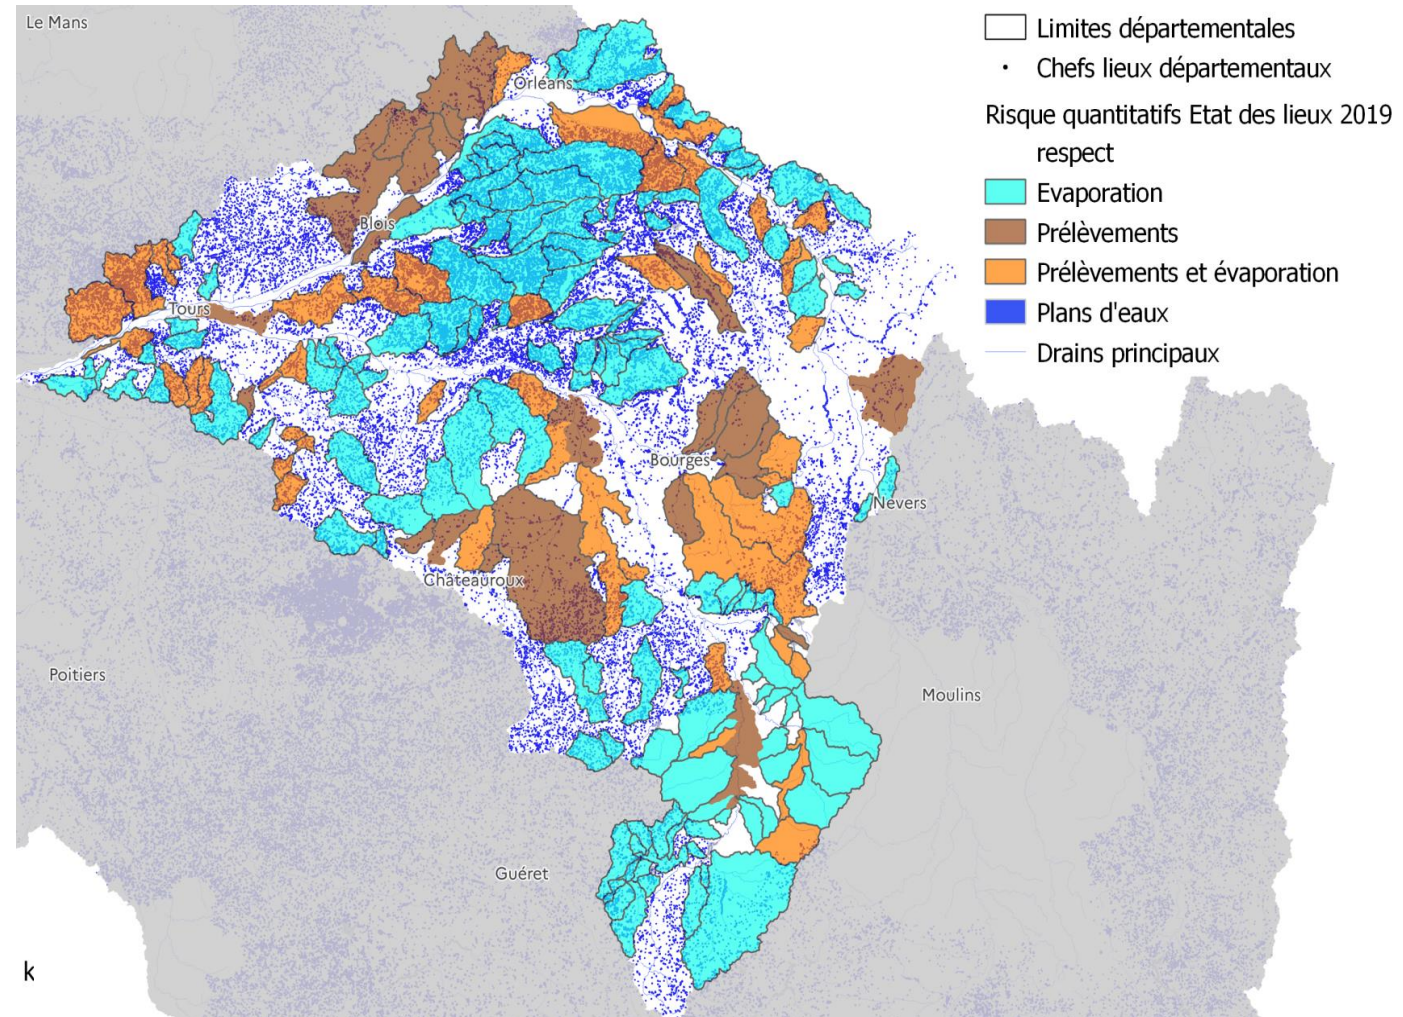 Le Mans
Orléans
Blois
Tours
Bourges
Nevers
Châteauroux
Poitiers
Moulins
Guéret
k
Limites départementales
Chefs lieux départementaux
Risque quantitatifs Etat des lieux 2019
respect
Evaporation
Prélèvements
Prélèvements et évaporation
Plans d'eaux
Drains principaux